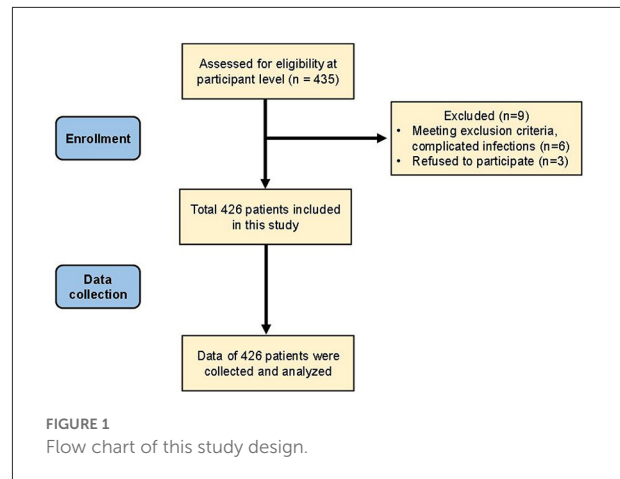 Assessed for eligibility at
participant level (n = 435)
Enrollment
Excluded (n=9)
• Meeting exclusion criteria,
complicated infections (n=6)
• Refused to participate (n=3)
Total 426 patients included
in this study
Data
collection
Data of 426 patients were
collected and analyzed
FIGURE 1
Flow chart of this study design.